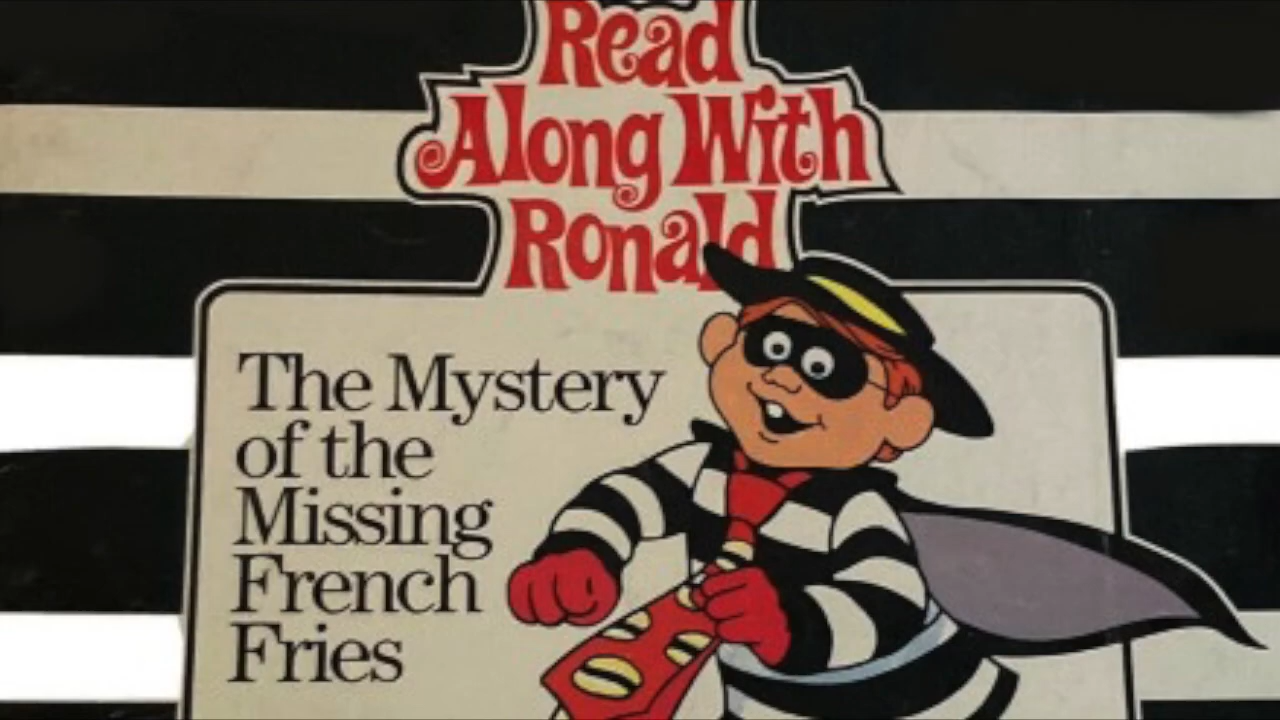 Read
Along With
Ronald
The Mystery
of the
Missing
French
Fries